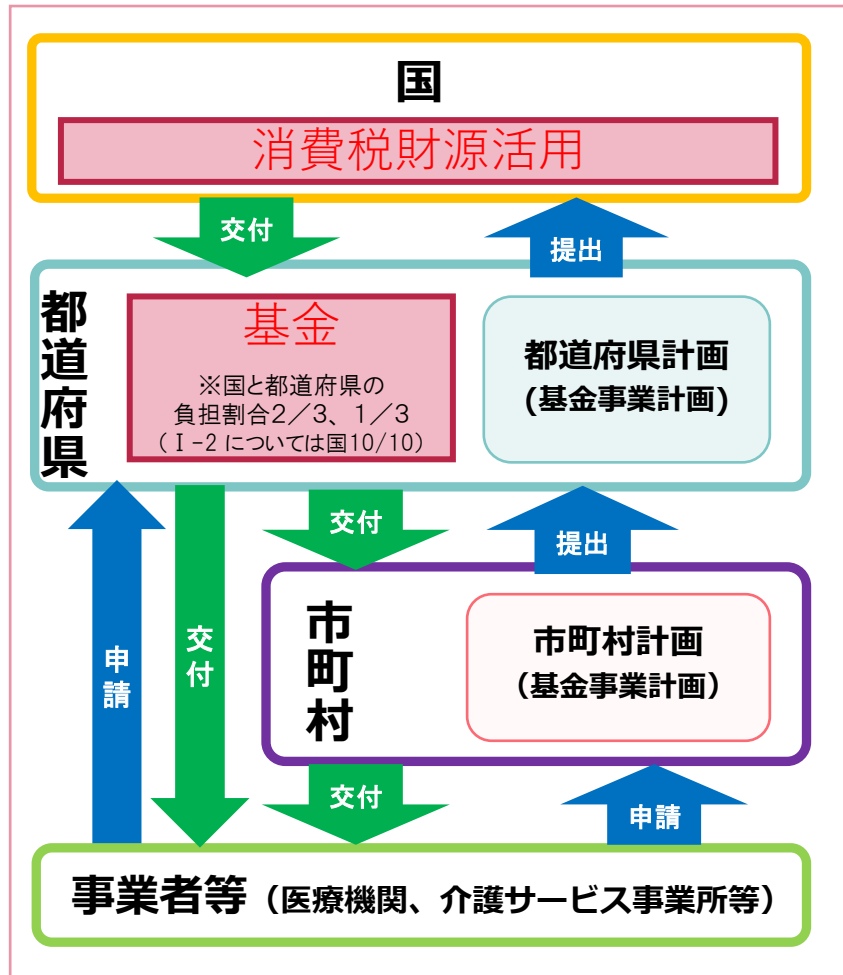 国
消費税財源活用
交付
提出
都道府県
基金
※国と都道府県の
負担割合2／3、1／3
（Ⅰ-2 については国10/10）
都道府県計画
(基金事業計画)
交付
提出
申請
交付
市町村
市町村計画
（基金事業計画）
交付
申請
事業者等（医療機関、介護サービス事業所等）